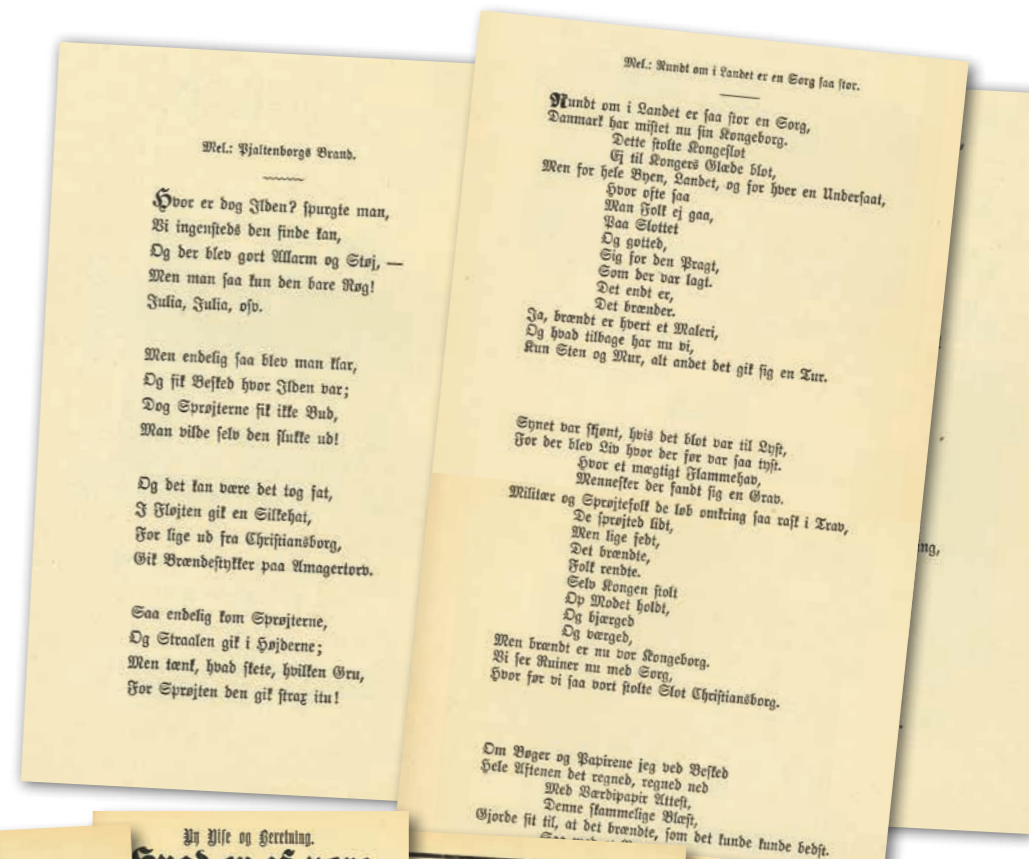 Mel.: Pjaltenborgs Brand.
Hvor er dog Ilden? spurgte man,
Vi ingensteds den finde kan,
Og der blev gort Allarm og Støj, —
Men man saa kun den bare Røg!
Julia, Julia, osv.
Men endelig saa blev man klar,
Og fik Besked hvor Ilden var;
Dog Sprøjterne fik ikke Bud,
Man vilde selv den slukke ud!
Og det kan være det tog fat,
I Fløjten gik en Silkehat,
For lige ud fra Christiansborg,
Gik Brændestykker paa Amagertorv.
Saa endelig kom Sprøjterne,
Og Straalen gik i Højderne;
Men tænk, hvad skete, hvilken Gru,
For Sprøjten den gik strax itu!
Mel.: Rundt om i Landet er en Sorg saa stor.
Rundt om i Landet er saa stor en Sorg,
Danmark har mistet nu sin Kongeborg.
Dette stolte Kongeslot
Ej til Kongers Glæde blot,
Men for hele Byen, Landet, og for hver en Undersaat,
Hvor ofte saa
Man Folk ej gaa,
Paa Slottet
Og gotted,
Sig for den Pragt,
Som der var lagt.
Det endt er,
Det brænder.
Ja, brændt er hvert et Maleri,
Og hvad tilbage har nu vi,
Kun Sten og Mur, alt andet det gik sig en Tur.
Synet var skjønt, hvis det blot var til Lyst,
For der blev Liv hvor der før var saa tyst.
Hvor et mægtigt Flammehav,
Mennesker der fandt sig en Grav.
Militær og Sprøjtefolk de løb omkring saa rask i Trav,
De sprøjted lidt,
Men lige fedt,
Det brændte,
Folk rendte.
Selv Kongen stolt
Op Modet holdt,
Og bjærged
Og værged,
Men brændt er nu vor Kongeborg.
Vi ser Ruiner nu med Sorg,
Hvor før vi saa vort stolte Slot Christiansborg.
Om Bøger og Papirene jeg ved Besked
Hele Aftenen det regned, regned ned
Med Værdipapir Attest,
Denne skammelige Blæst,
Gjorde sit til, at det brændte, som det kunde kunde bedst.
ng,
Ny Vise og Beretning.